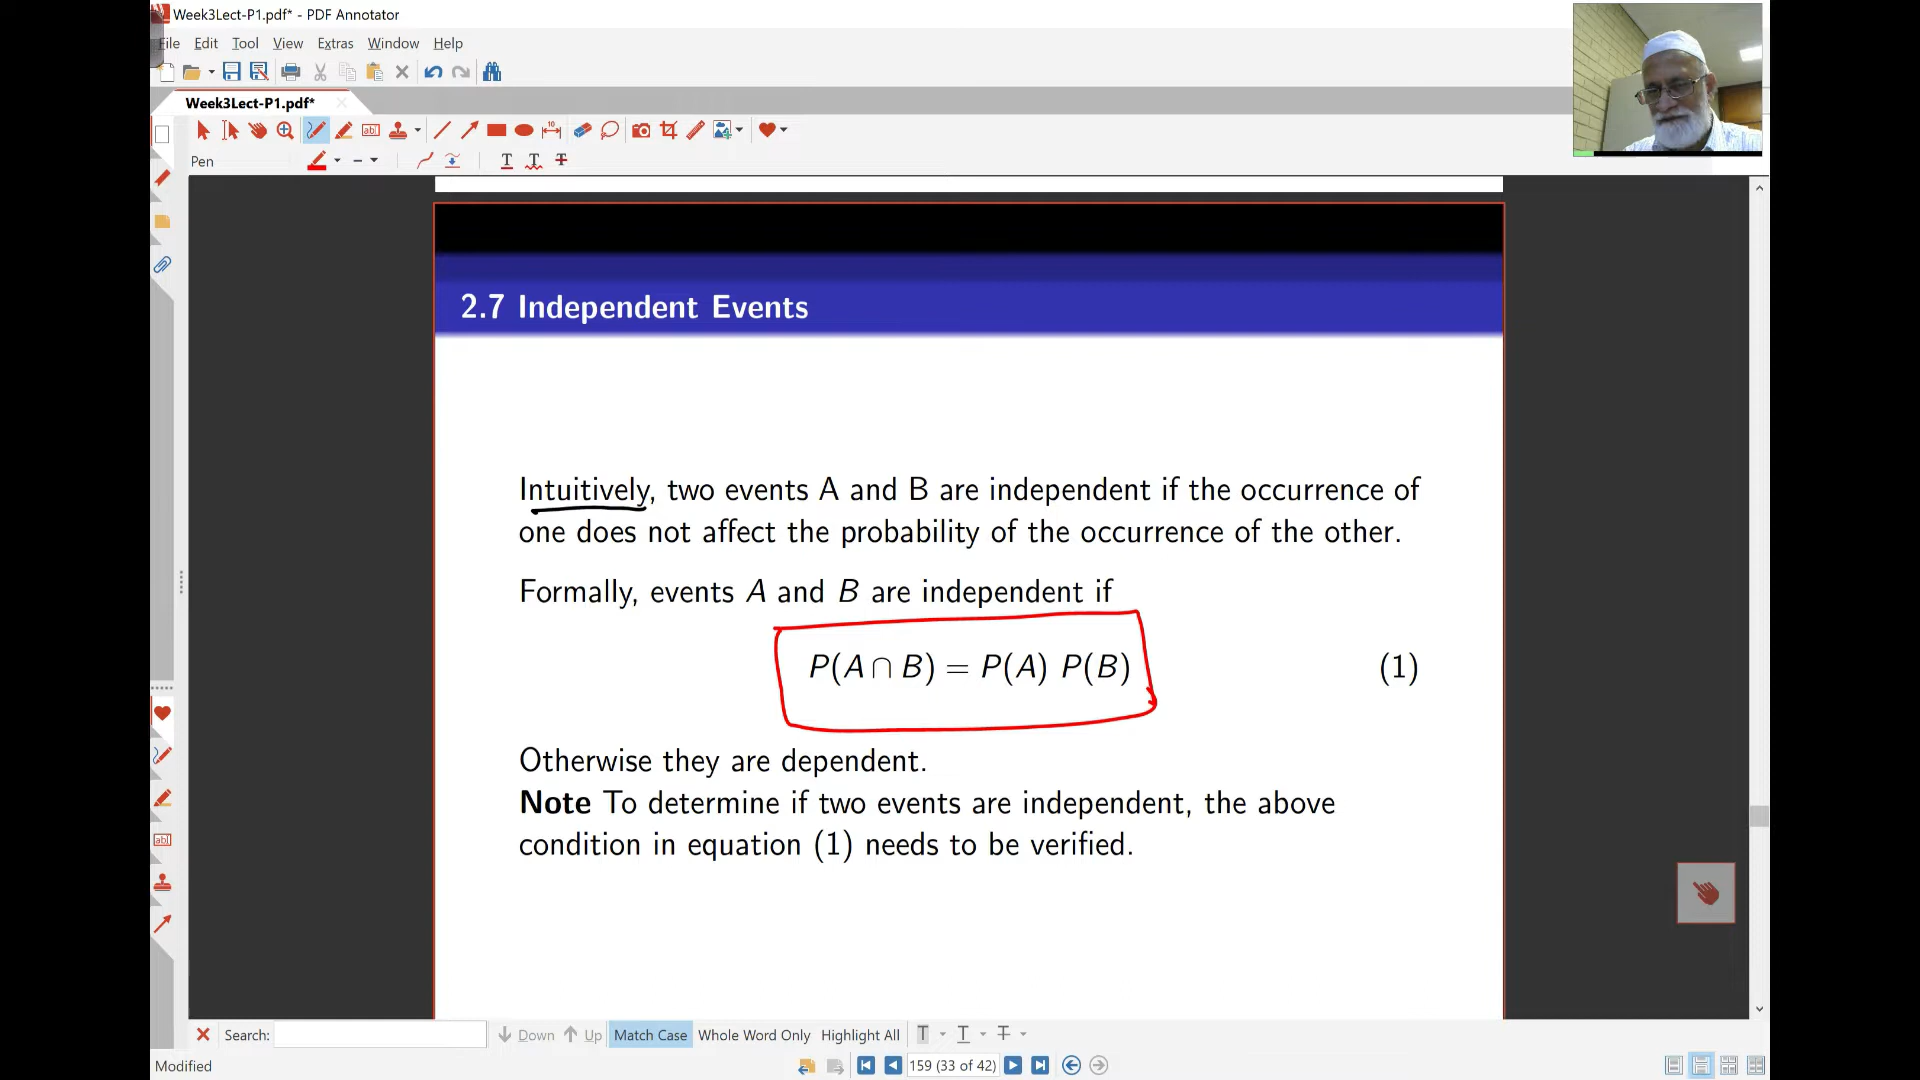 Week3Lect-P1.pdf* - PDF Annotator
File Edit Tool View Extras Window Help
Week3Lect-P1.pdf*
Pen
2.7 Independent Events
Intuitively, two events A and B are independent if the occurrence of
one does not affect the probability of the occurrence of the other.
Formally, events A and B are independent if
P(A ∩ B) = P(A) P(B) (1)
Otherwise they are dependent.
Note To determine if two events are independent, the above
condition in equation (1) needs to be verified.
Search: Down Up Match Case Whole Word Only Highlight All
Modified 159 (33 of 42)